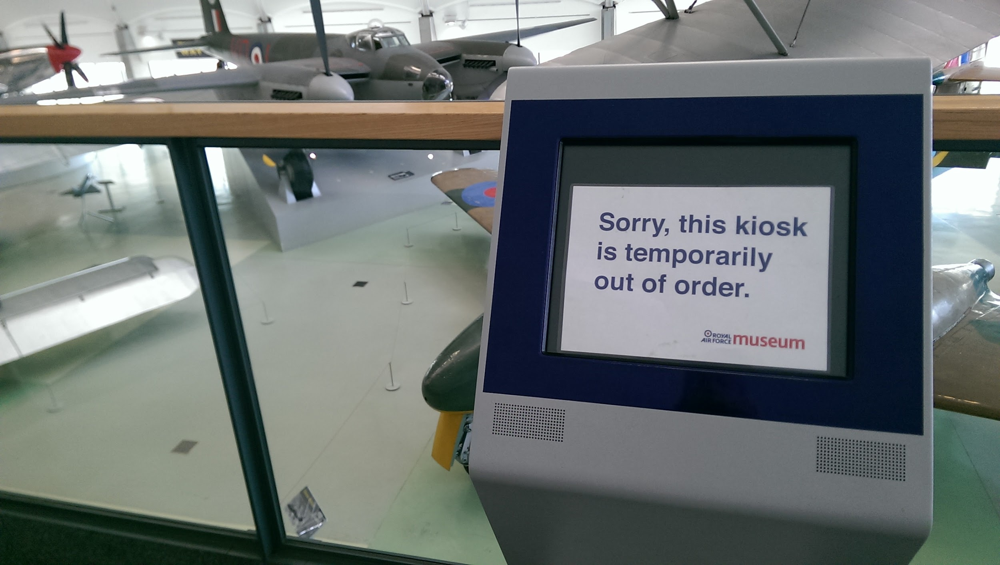 Sorry, this kiosk
is temporarily
out of order.
ROYAL
AIR FORCE museum